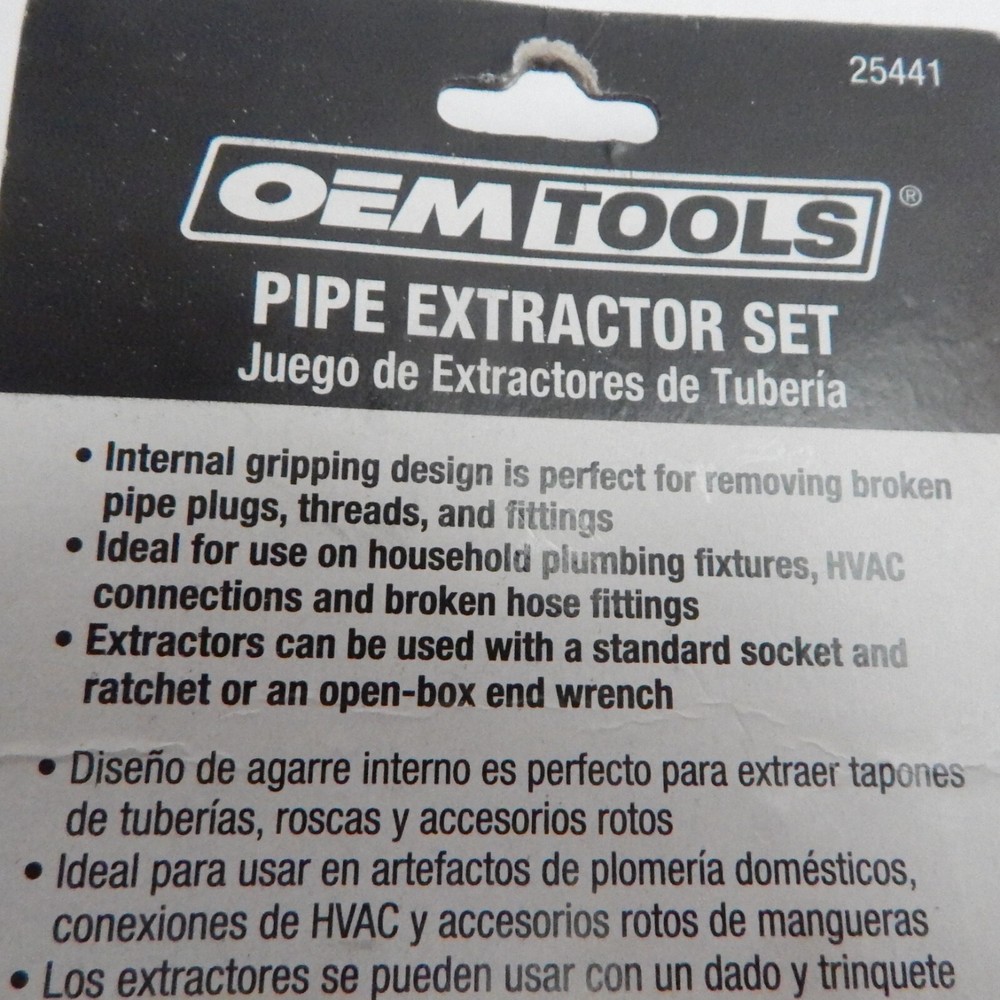 25441
OEMTOOLS®
PIPE EXTRACTOR SET
Juego de Extractores de Tubería
• Internal gripping design is perfect for removing broken
pipe plugs, threads, and fittings
• Ideal for use on household plumbing fixtures, HVAC
connections and broken hose fittings
• Extractors can be used with a standard socket and
ratchet or an open-box end wrench
• Diseño de agarre interno es perfecto para extraer tapones
de tuberías, roscas y accesorios rotos
• Ideal para usar en artefactos de plomería domésticos,
conexiones de HVAC y accesorios rotos de mangueras
• Los extractores se pueden usar con un dado y trinquete